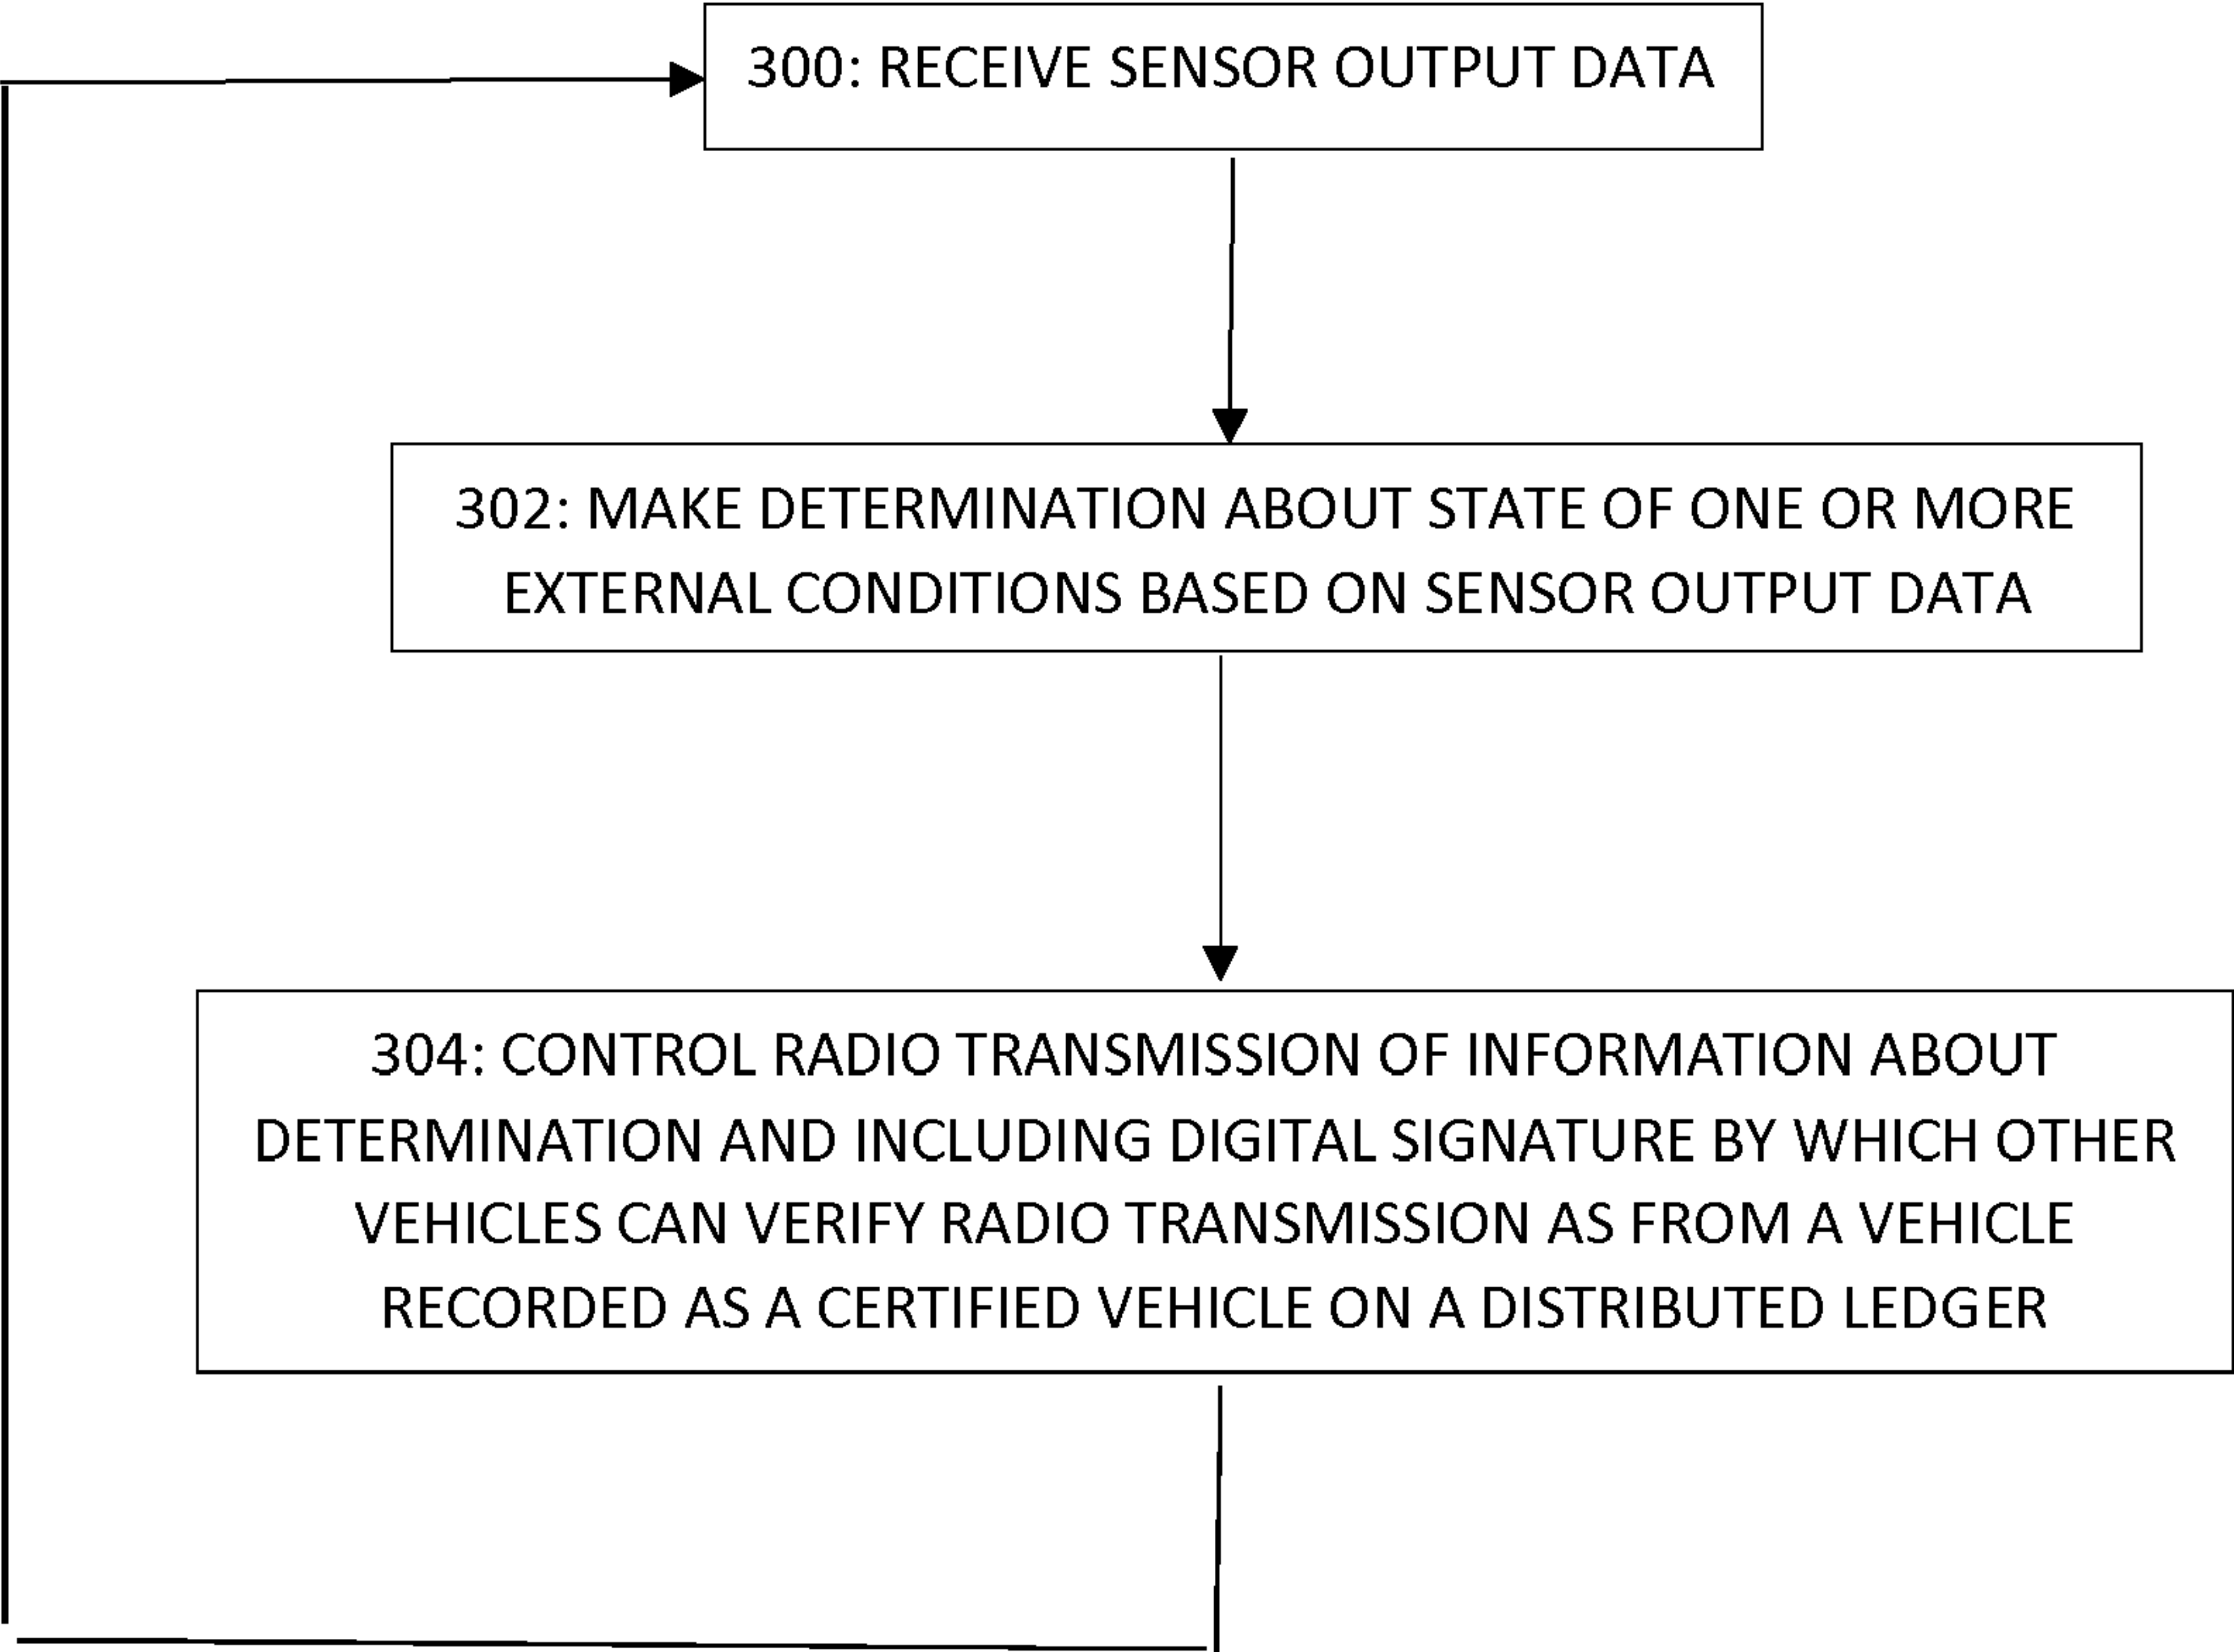 300: RECEIVE SENSOR OUTPUT DATA
302: MAKE DETERMINATION ABOUT STATE OF ONE OR MORE
EXTERNAL CONDITIONS BASED ON SENSOR OUTPUT DATA
304: CONTROL RADIO TRANSMISSION OF INFORMATION ABOUT
DETERMINATION AND INCLUDING DIGITAL SIGNATURE BY WHICH OTHER
VEHICLES CAN VERIFY RADIO TRANSMISSION AS FROM A VEHICLE
RECORDED AS A CERTIFIED VEHICLE ON A DISTRIBUTED LEDGER